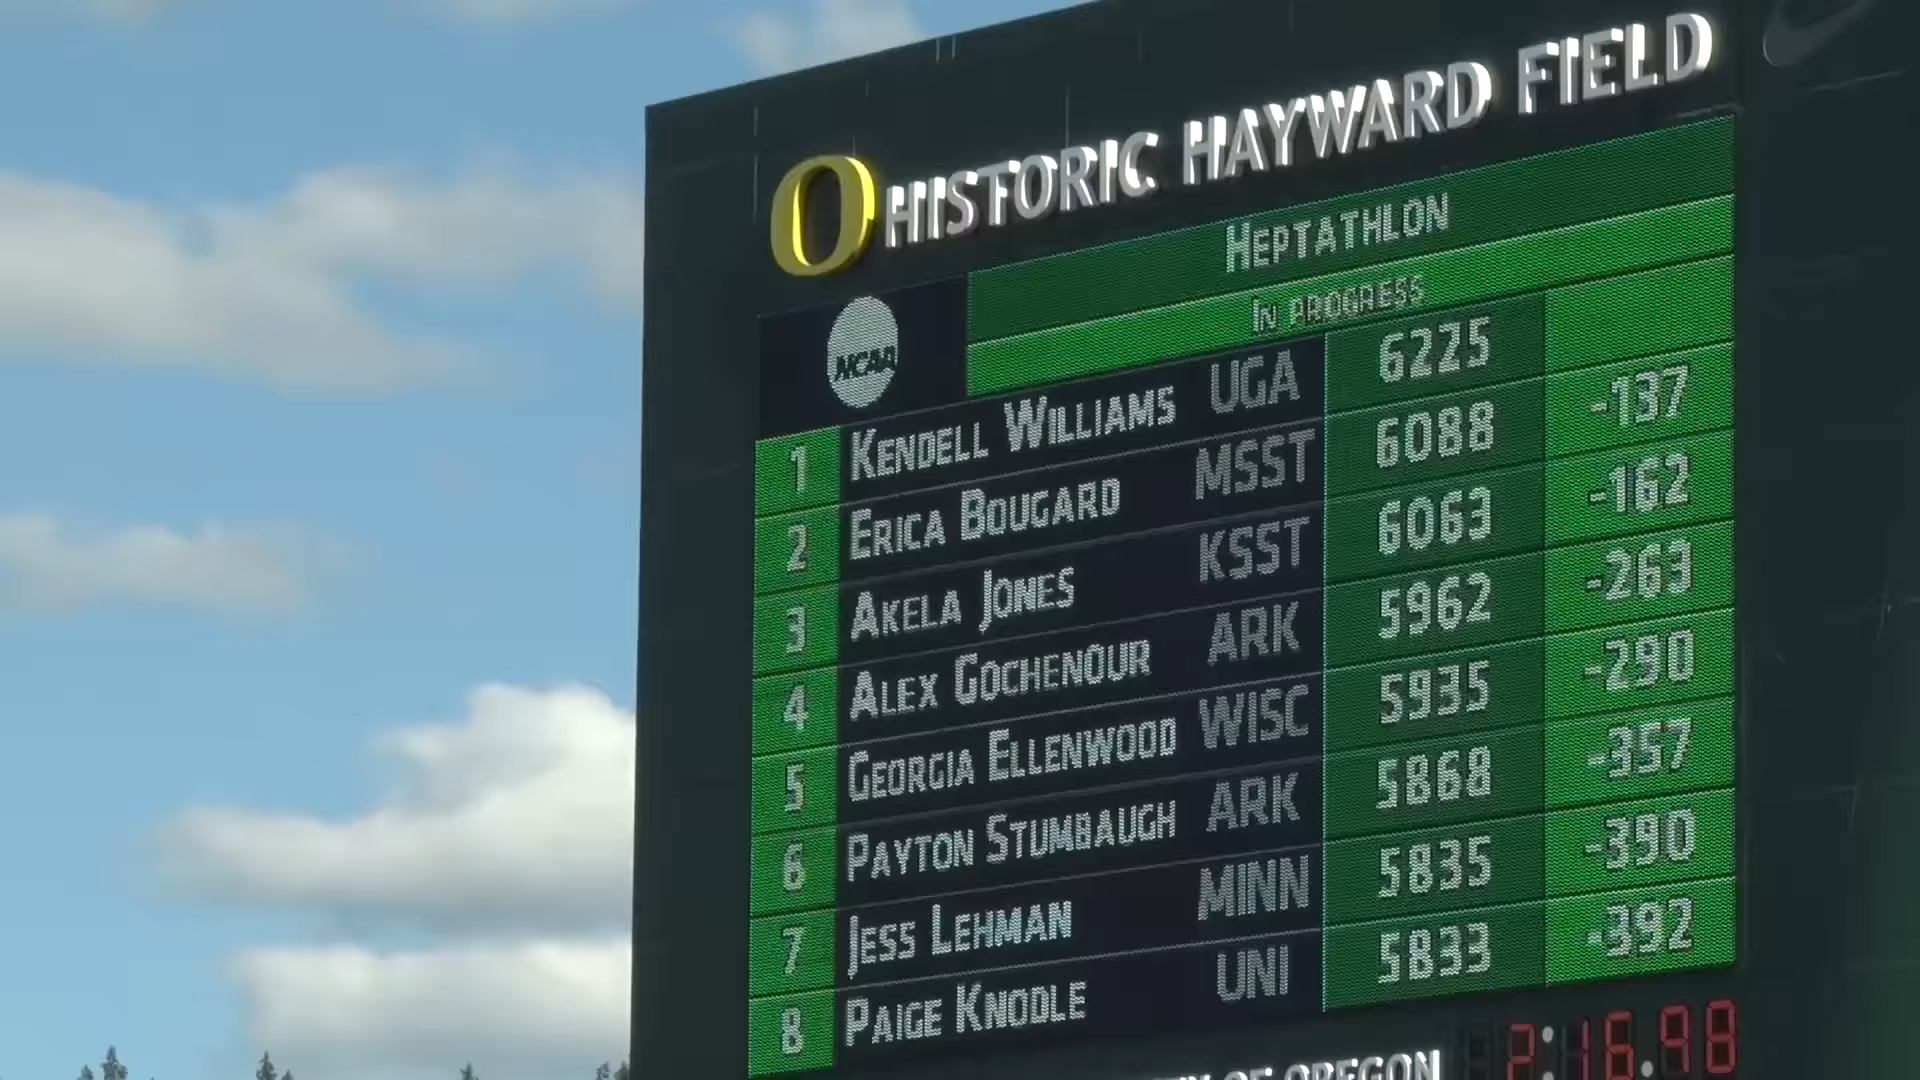 O HISTORIC HAYWARD FIELD
HEPTATHLON
NCAA
IN PROGRESS
1 KENDELL WILLIAMS UGA 6225
2 ERICA BOUGARD MSST 6088 -137
3 AKELA JONES KSST 6063 -162
4 ALEX GOCHENOUR ARK 5962 -263
5 GEORGIA ELLENWOOD WISC 5935 -290
6 PAYTON STUMBAUGH ARK 5868 -357
7 JESS LEHMAN MINN 5835 -390
8 PAIGE KNODLE UNI 5833 -392
OF OREGON 2:16.98